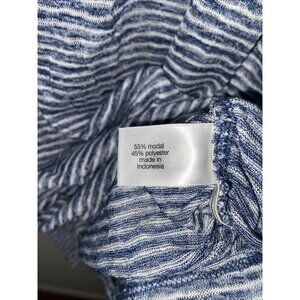 55% modal
45% polyester
made in
Indonesia